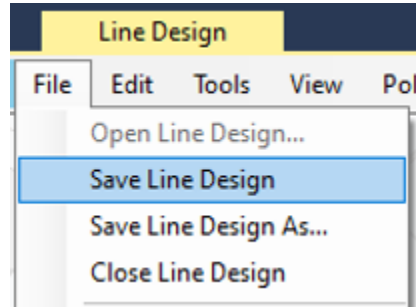 Line Design
File Edit Tools View
Open Line Design...
Save Line Design
Save Line Design As...
Close Line Design